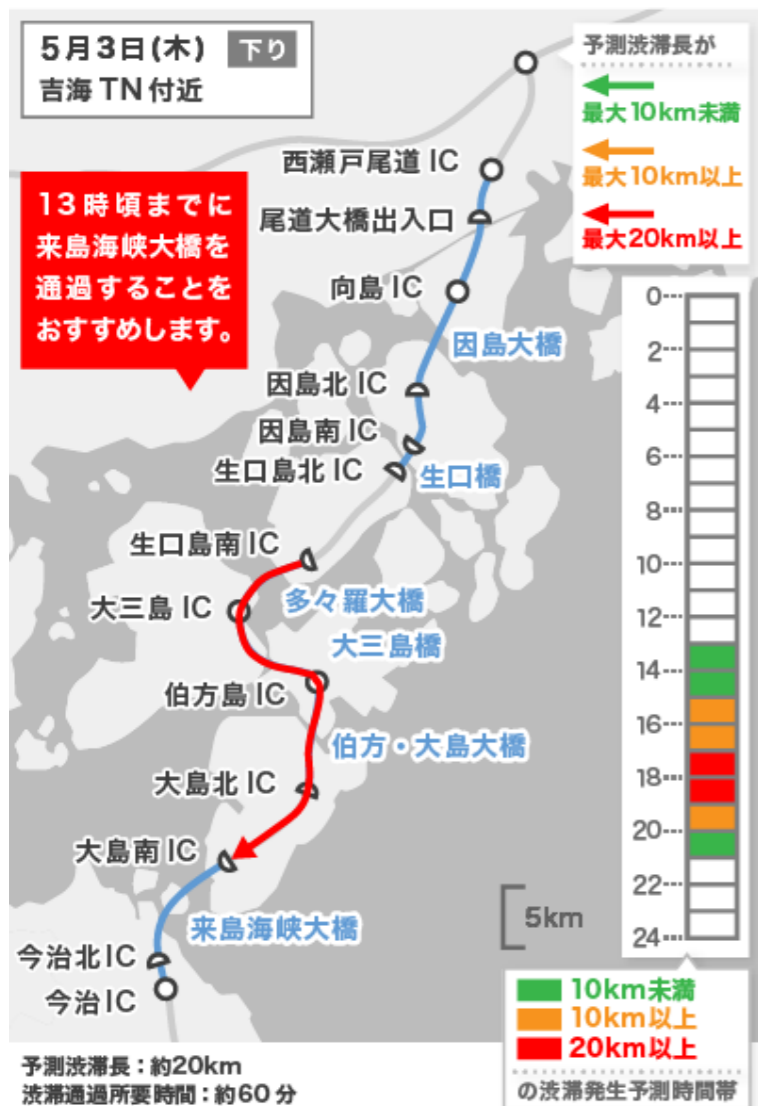 5月3日(木) 下り
吉海TN付近
予測渋滞長が
最大10km未満
最大10km以上
最大20km以上
13時頃までに
来島海峡大橋を
通過することを
おすすめします。
西瀬戸尾道IC
尾道大橋出入口
向島IC
因島大橋
因島北IC
因島南IC
生口島北IC
生口橋
生口島南IC
多々羅大橋
大三島IC
大三島橋
伯方島IC
伯方・大島大橋
大島北IC
大島南IC
来島海峡大橋
今治北IC
今治IC
0
2
4
6
8
10
12
14
16
18
20
22
24
5km
10km未満
10km以上
20km以上
の渋滞発生予測時間帯
予測渋滞長：約20km
渋滞通過所要時間：約60分